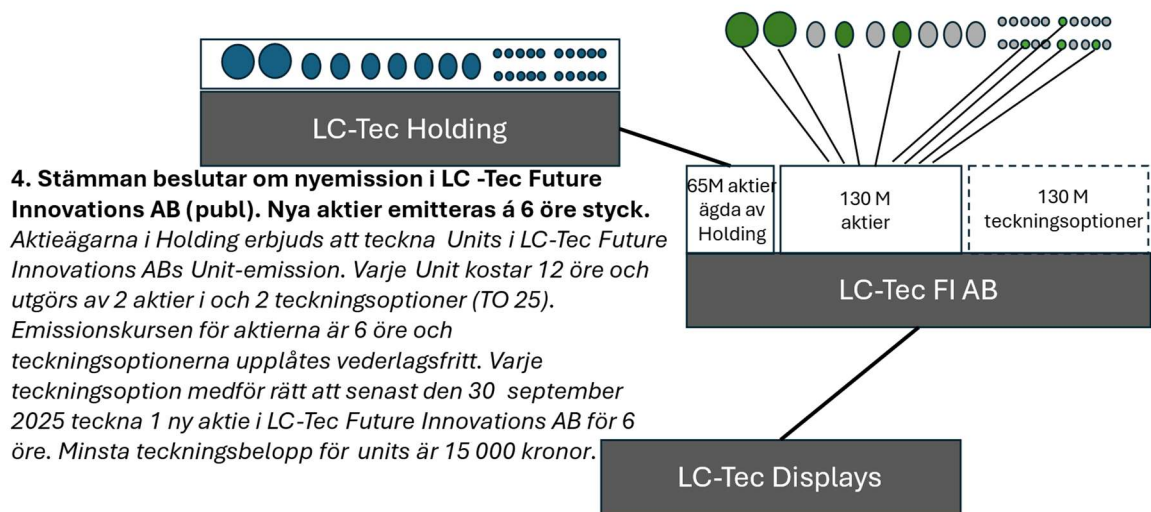 LC-Tec Holding
4. Stämman beslutar om nyemission i LC -Tec Future
Innovations AB (publ). Nya aktier emitteras á 6 öre styck.
Aktieägarna i Holding erbjuds att teckna Units i LC-Tec Future
Innovations ABs Unit-emission. Varje Unit kostar 12 öre och
utgörs av 2 aktier i och 2 teckningsoptioner (TO 25).
Emissionskursen för aktierna är 6 öre och
teckningsoptionerna upplåtes vederlagsfritt. Varje
teckningsoption medför rätt att senast den 30 september
2025 teckna 1 ny aktie i LC-Tec Future Innovations AB för 6
öre. Minsta teckningsbelopp för units är 15 000 kronor.
65M aktier
ägda av
Holding
130 M
aktier
130 M
teckningsoptioner
LC-Tec FI AB
LC-Tec Displays